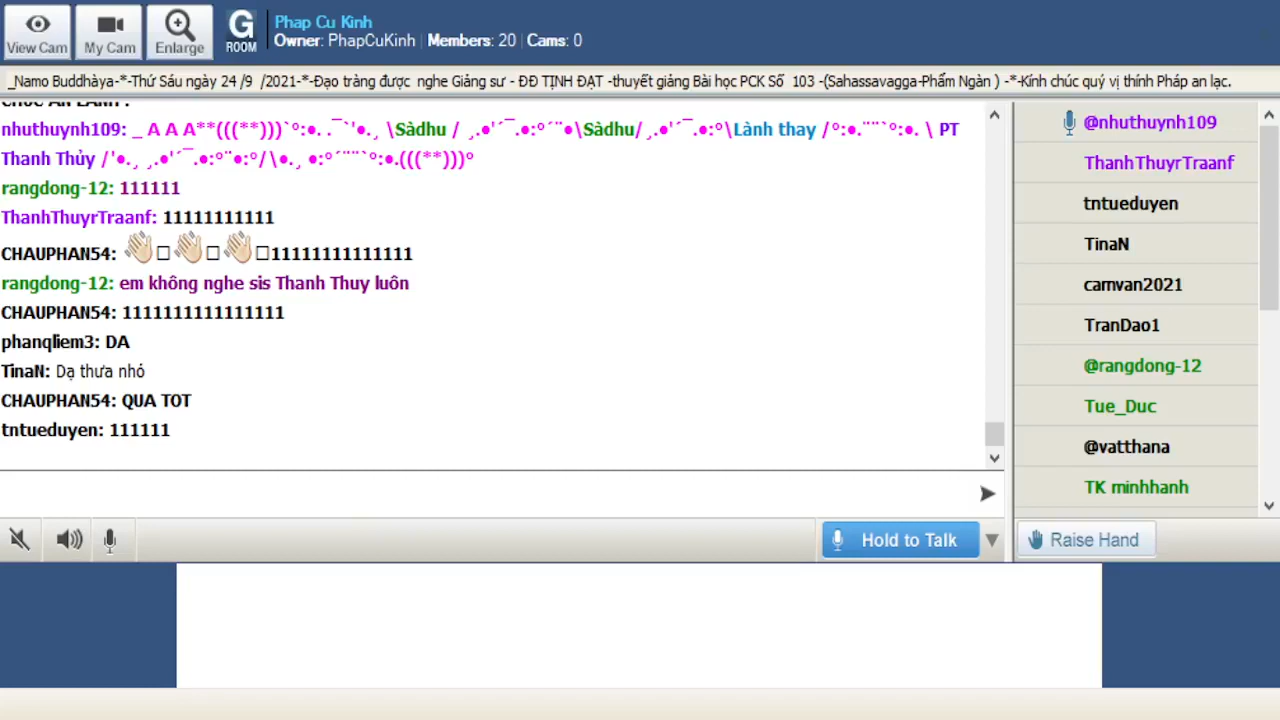 View Cam
My Cam
Enlarge
G
ROOM
Phap Cu Kinh
Owner: PhapCuKinh | Members: 20 | Cams: 0
_Namo Buddhàya-*-Thứ Sáu ngày 24 /9 /2021-*-Đạo tràng được nghe Giảng sư - ĐĐ TỊNH ĐẠT -thuyết giảng Bài học PCK Số 103 -(Sahassavagga-Phẩm Ngàn ) -*-Kính chúc quý vị thính Pháp an lạc.
CHÚC AN LÀNH .
nhuthuynh109: _ A A A**(((**)))`°:•. .¯`'•.¸ \Sàdhu / ¸.•'´¯.•:°´¨•\Sàdhu/¸.•'´¯.•:°\Lành thay /°:•.¨¨`°:•. \ PT
Thanh Thủy /'•.¸ ¸.•'´¯.•:°¨•:°/\•.¸ •:°´¨¨`°:•.(((**)))°
rangdong-12: 111111
ThanhThuyrTraanf: 11111111111
CHAUPHAN54: 👋🏻□👋🏻□👋🏻□11111111111111
rangdong-12: em không nghe sis Thanh Thuy luôn
CHAUPHAN54: 1111111111111111
phanqliem3: DA
TinaN: Dạ thưa nhỏ
CHAUPHAN54: QUA TOT
tntueduyen: 111111
@nhuthuynh109
ThanhThuyrTraanf
tntueduyen
TinaN
camvan2021
TranDao1
@rangdong-12
Tue_Duc
@vatthana
TK minhhanh
Hold to Talk
Raise Hand